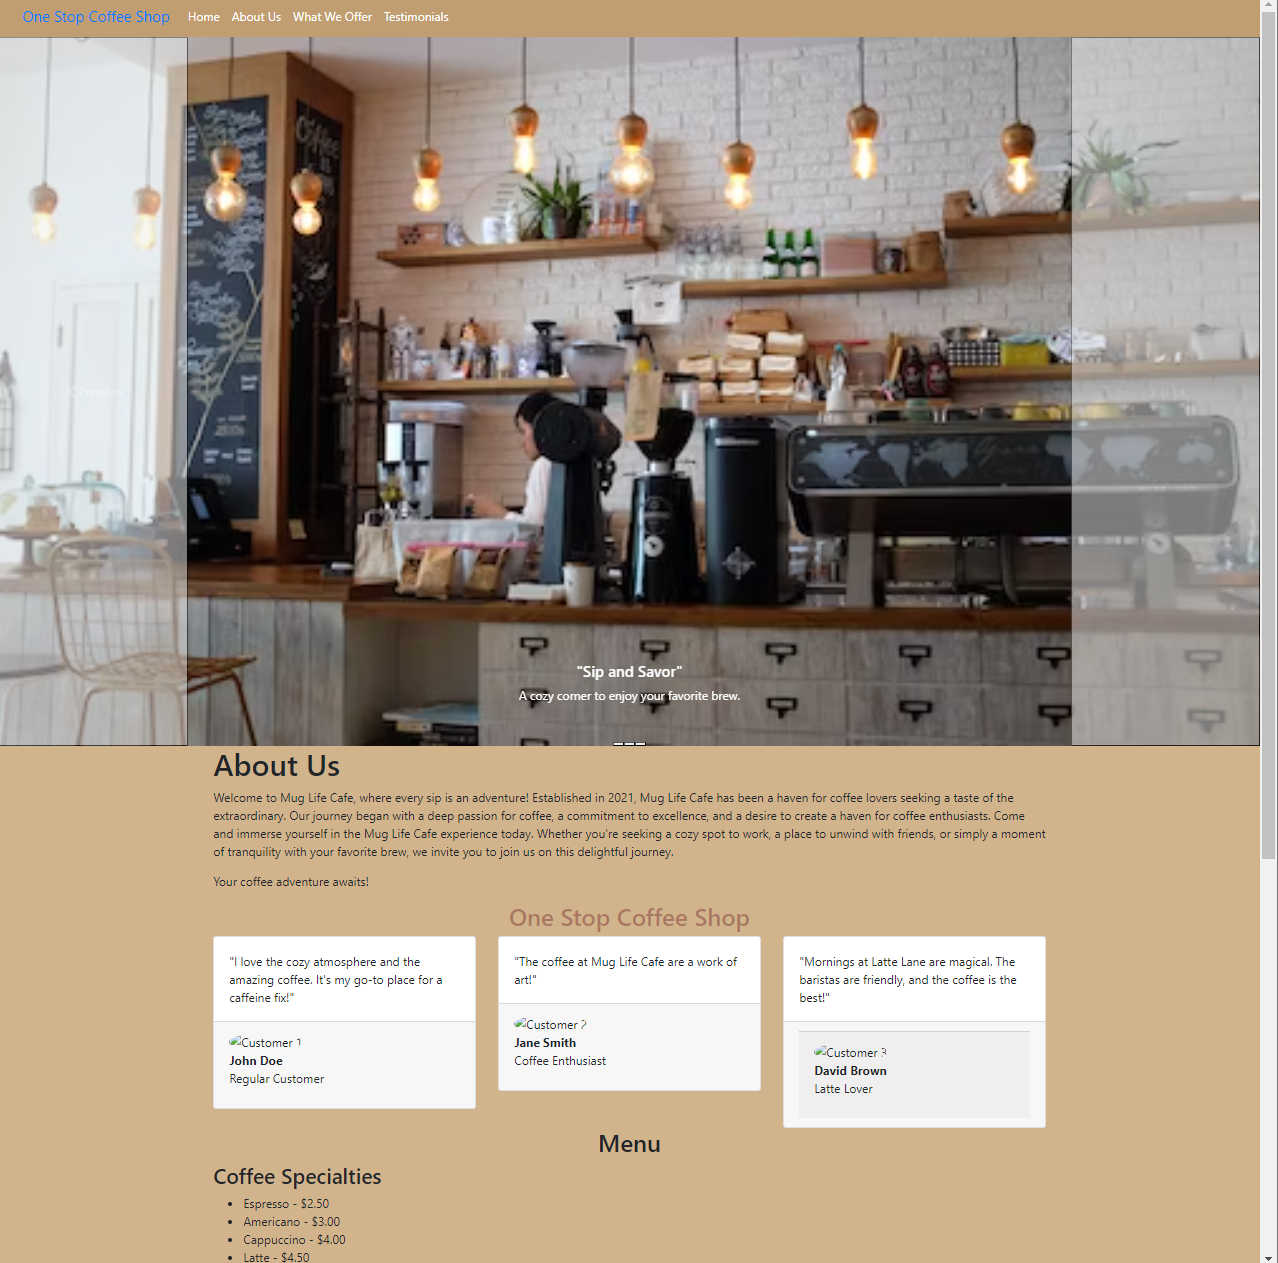 One Stop Coffee Shop Home About Us What We Offer Testimonials
Coffee
Previous
"Sip and Savor"
A cozy corner to enjoy your favorite brew.
About Us
Welcome to Mug Life Cafe, where every sip is an adventure! Established in 2021, Mug Life Cafe has been a haven for coffee lovers seeking a taste of the
extraordinary. Our journey began with a deep passion for coffee, a commitment to excellence, and a desire to create a haven for coffee enthusiasts. Come
and immerse yourself in the Mug Life Cafe experience today. Whether you're seeking a cozy spot to work, a place to unwind with friends, or simply a moment
of tranquility with your favorite brew, we invite you to join us on this delightful journey.
Your coffee adventure awaits!
One Stop Coffee Shop
"I love the cozy atmosphere and the
amazing coffee. It's my go-to place for a
caffeine fix!"
Customer 1
John Doe
Regular Customer
"The coffee at Mug Life Cafe are a work of
art!"
Customer 2
Jane Smith
Coffee Enthusiast
"Mornings at Latte Lane are magical. The
baristas are friendly, and the coffee is the
best!"
Customer 3
David Brown
Latte Lover
Menu
Coffee Specialties
• Espresso - $2.50
• Americano - $3.00
• Cappuccino - $4.00
• Latte - $4.50